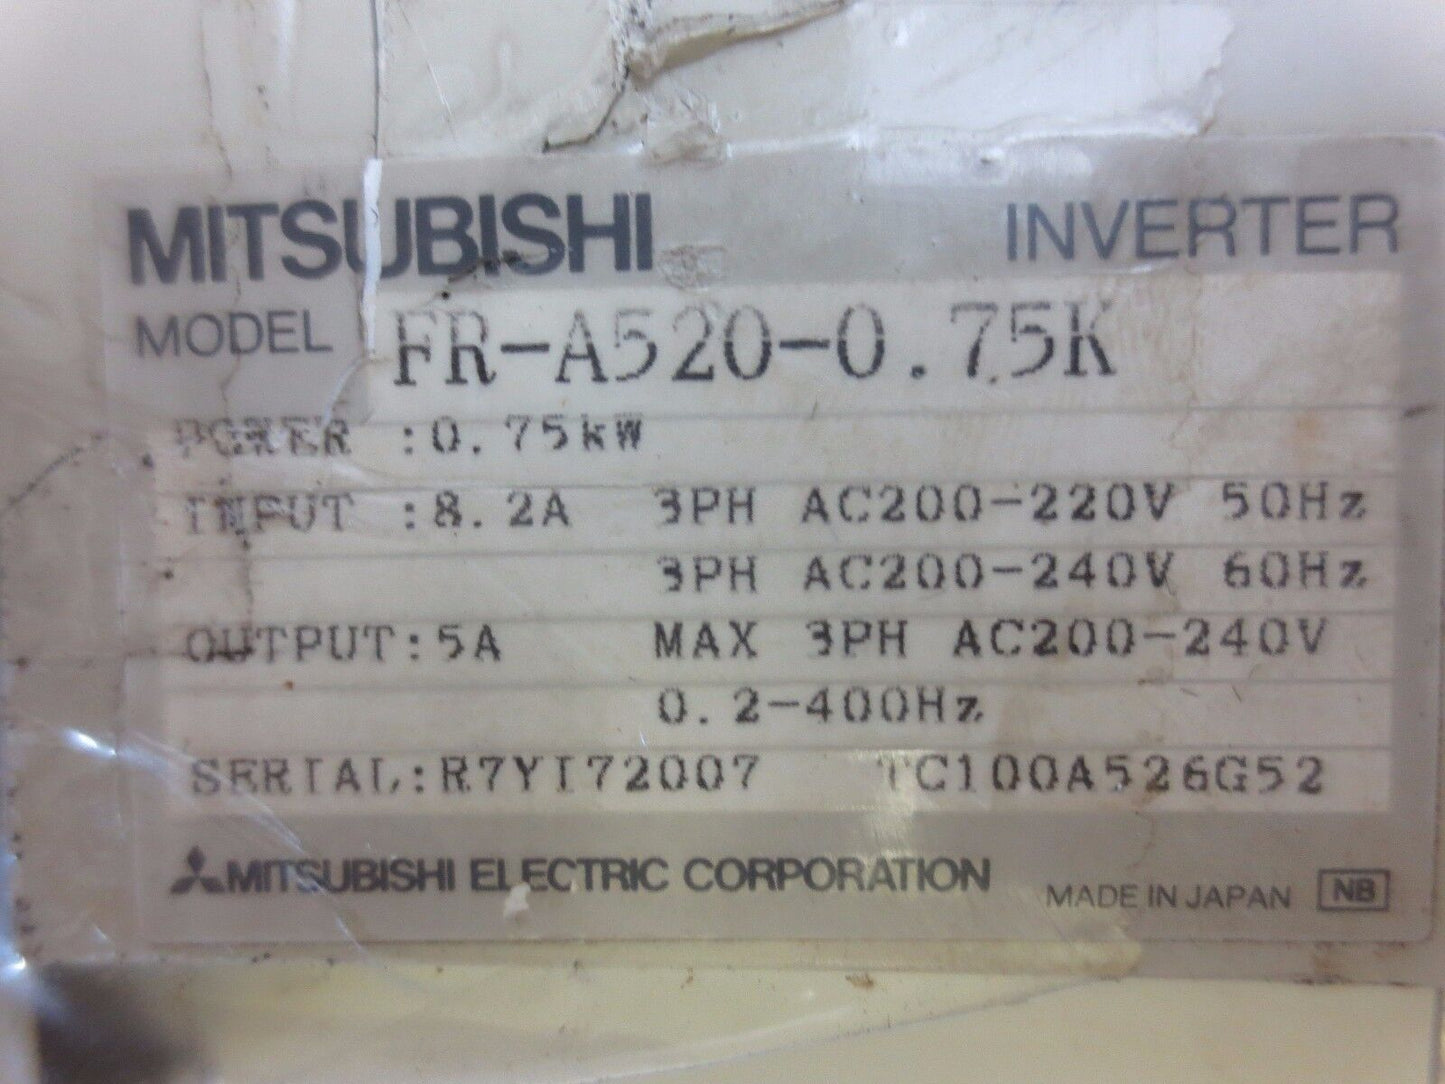 MITSUBISHI INVERTER
MODEL FR-A520-0.75K
POWER :0.75kW
INPUT :8.2A 3PH AC200-220V 50Hz
3PH AC200-240V 60Hz
OUTPUT:5A MAX 3PH AC200-240V
0.2-400Hz
SERIAL:R7YI72007 TC100A526G52
MITSUBISHI ELECTRIC CORPORATION MADE IN JAPAN NB